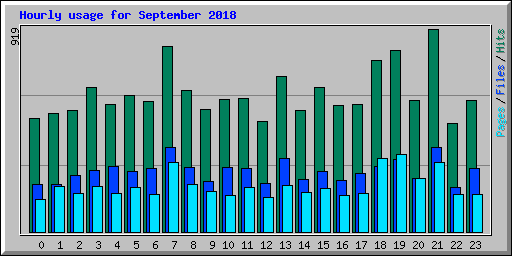 Hourly usage for September 2018
919
Pages/Files/Hits
0 1 2 3 4 5 6 7 8 9 10 11 12 13 14 15 16 17 18 19 20 21 22 23